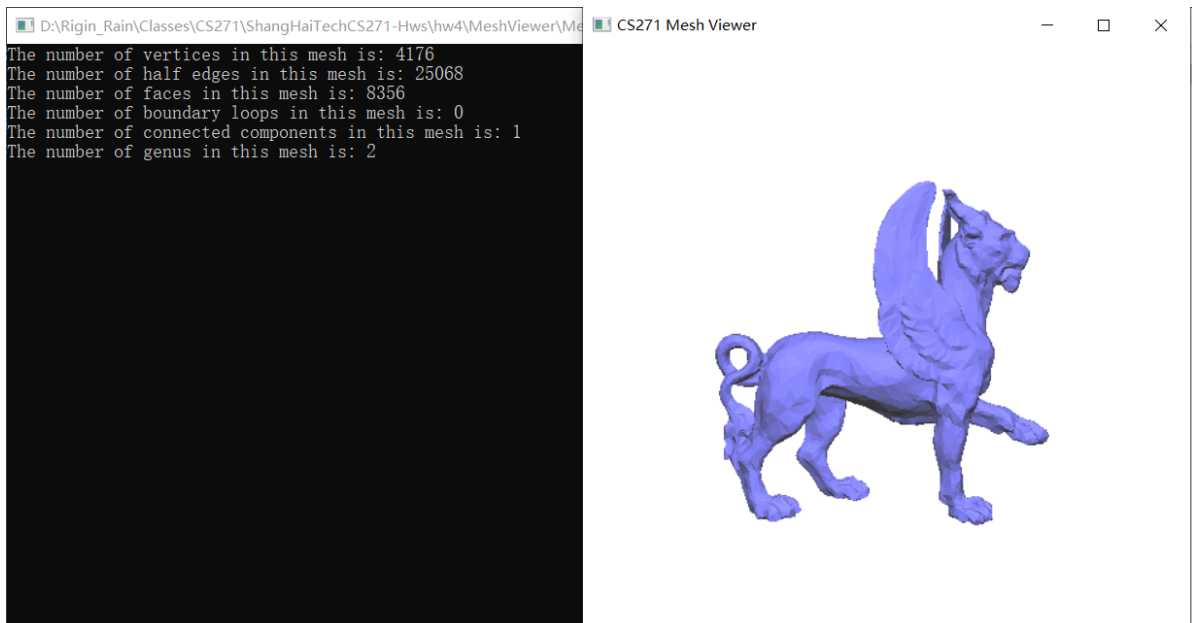 D:\Rigin_Rain\Classes\CS271\ShangHaiTechCS271-Hws\hw4\MeshViewer\Me
The number of vertices in this mesh is: 4176
The number of half edges in this mesh is: 25068
The number of faces in this mesh is: 8356
The number of boundary loops in this mesh is: 0
The number of connected components in this mesh is: 1
The number of genus in this mesh is: 2
CS271 Mesh Viewer